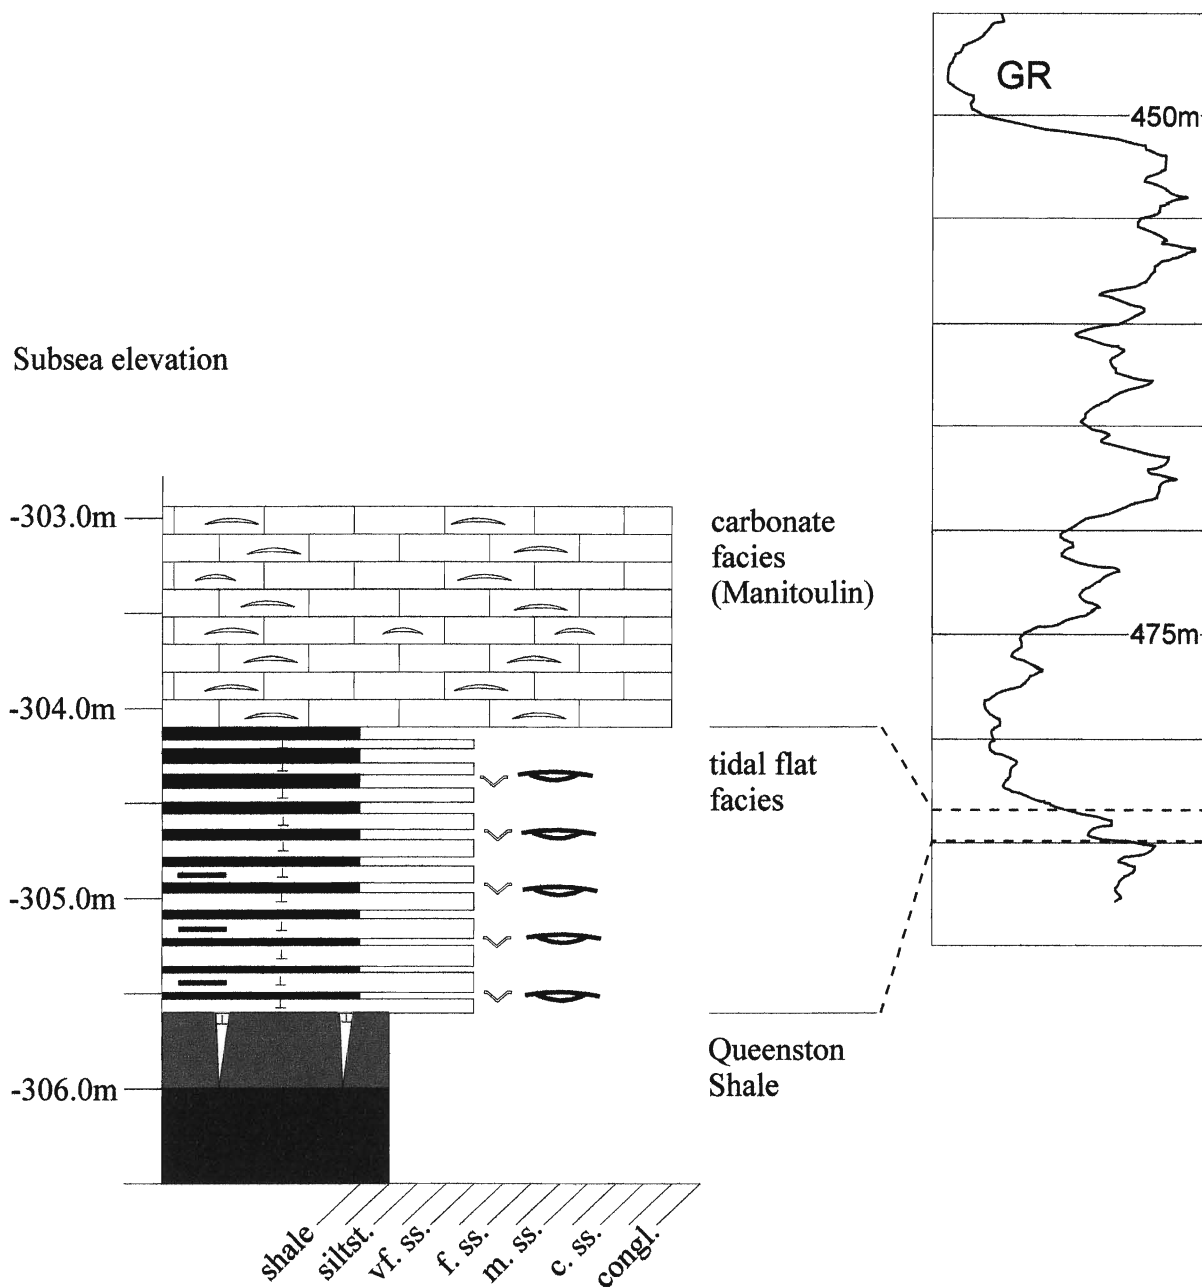 GR
450m
Subsea elevation
-303.0m
carbonate
facies
(Manitoulin)
475m
-304.0m
tidal flat
facies
-305.0m
Queenston
Shale
-306.0m
shale
siltst.
vf. ss.
f. ss.
m. ss.
c. ss.
congl.